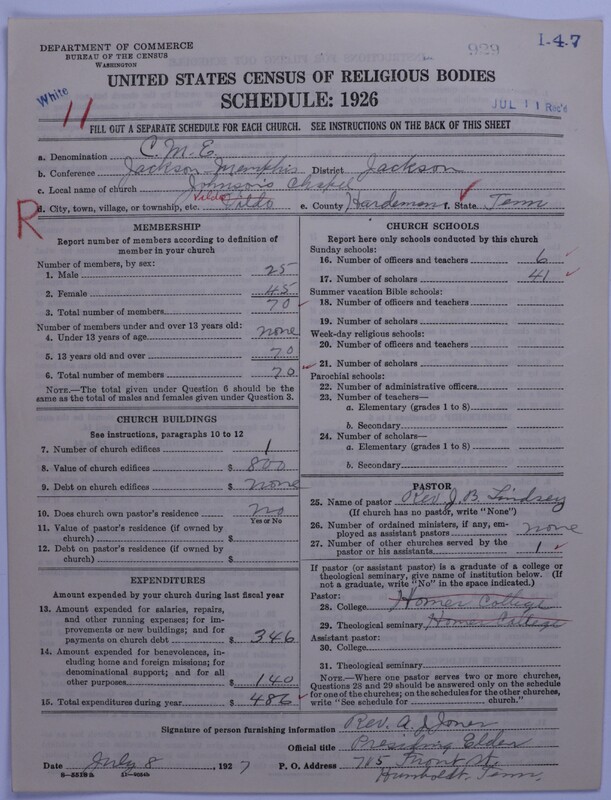 DEPARTMENT OF COMMERCE
BUREAU OF THE CENSUS
WASHINGTON
929
1-4-7
UNITED STATES CENSUS OF RELIGIOUS BODIES
SCHEDULE: 1926
White
11
JUL 11 Rec'd
FILL OUT A SEPARATE SCHEDULE FOR EACH CHURCH. SEE INSTRUCTIONS ON THE BACK OF THIS SHEET
a. Denomination C. M. E.
b. Conference Jackson-Memphis District Jackson
c. Local name of church Johnson's Chapel
R
d. City, town, village, or township, etc. Vildo Vildo e. County Hardeman f. State Tenn
MEMBERSHIP
Report number of members according to definition of member in your church
Number of members, by sex:
1. Male 25
2. Female 45
3. Total number of members 70
Number of members under and over 13 years old:
4. Under 13 years of age none
5. 13 years old and over 70
6. Total number of members 70
NOTE.—The total given under Question 6 should be the same as the total of males and females given under Question 3.
CHURCH BUILDINGS
See instructions, paragraphs 10 to 12
7. Number of church edifices 1
8. Value of church edifices $ 800
9. Debt on church edifices $ none
10. Does church own pastor's residence No
Yes or No
11. Value of pastor's residence (if owned by church) $
12. Debt on pastor's residence (if owned by church) $
EXPENDITURES
Amount expended by your church during last fiscal year
13. Amount expended for salaries, repairs, and other running expenses; for improvements or new buildings; and for payments on church debt $ 346
14. Amount expended for benevolences, including home and foreign missions; for denominational support; and for all other purposes $ 140
15. Total expenditures during year $ 486
CHURCH SCHOOLS
Report here only schools conducted by this church
Sunday schools:
16. Number of officers and teachers 6
17. Number of scholars 41
Summer vacation Bible schools:
18. Number of officers and teachers
19. Number of scholars
Week-day religious schools:
20. Number of officers and teachers
21. Number of scholars
Parochial schools:
22. Number of administrative officers
23. Number of teachers—
a. Elementary (grades 1 to 8)
b. Secondary
24. Number of scholars—
a. Elementary (grades 1 to 8)
b. Secondary
PASTOR
25. Name of pastor Rev. J. B. Lindsey
(If church has no pastor, write "None")
26. Number of ordained ministers, if any, employed as assistant pastors none
27. Number of other churches served by the pastor or his assistants 1
If pastor (or assistant pastor) is a graduate of a college or theological seminary, give name of institution below. (If not a graduate, write "No" in the space indicated.)
Pastor:
28. College Homer College
29. Theological seminary Homer College
Assistant pastor:
30. College
31. Theological seminary
NOTE.—Where one pastor serves two or more churches, Questions 28 and 29 should be answered only on the schedule for one of the churches; on the schedules for the other churches, write "See schedule for church."
Signature of person furnishing information Rev. A. J. Jones
Official title Presiding Elder
Date July 8, 1927 P. O. Address 705 Front St
Humboldt, Tenn.